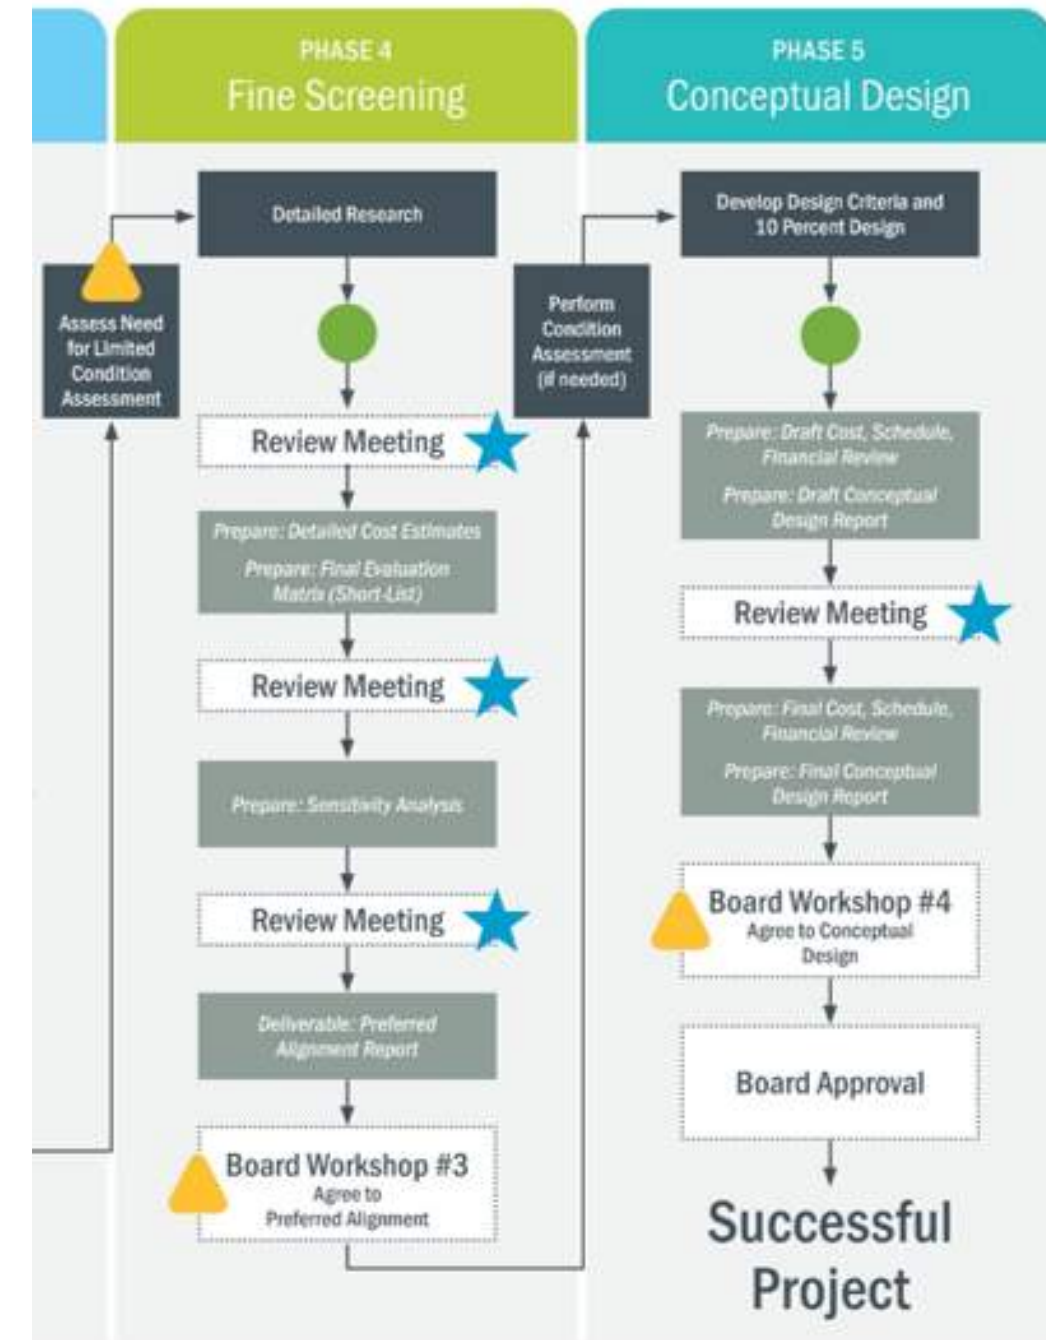 PHASE 4
Fine Screening
PHASE 5
Conceptual Design
Assess Need
for Limited
Condition
Assessment
Detailed Research
Review Meeting
Prepare: Detailed Cost Estimates
Prepare: Final Evaluation
Matrix (Short-List)
Review Meeting
Prepare: Sensitivity Analysis
Review Meeting
Deliverable: Preferred
Alignment Report
Board Workshop #3
Agree to
Preferred Alignment
Perform
Condition
Assessment
(if needed)
Develop Design Criteria and
10 Percent Design
Prepare: Draft Cost, Schedule,
Financial Review
Prepare: Draft Conceptual
Design Report
Review Meeting
Prepare: Final Cost, Schedule,
Financial Review
Prepare: Final Conceptual
Design Report
Board Workshop #4
Agree to Conceptual
Design
Board Approval
Successful
Project